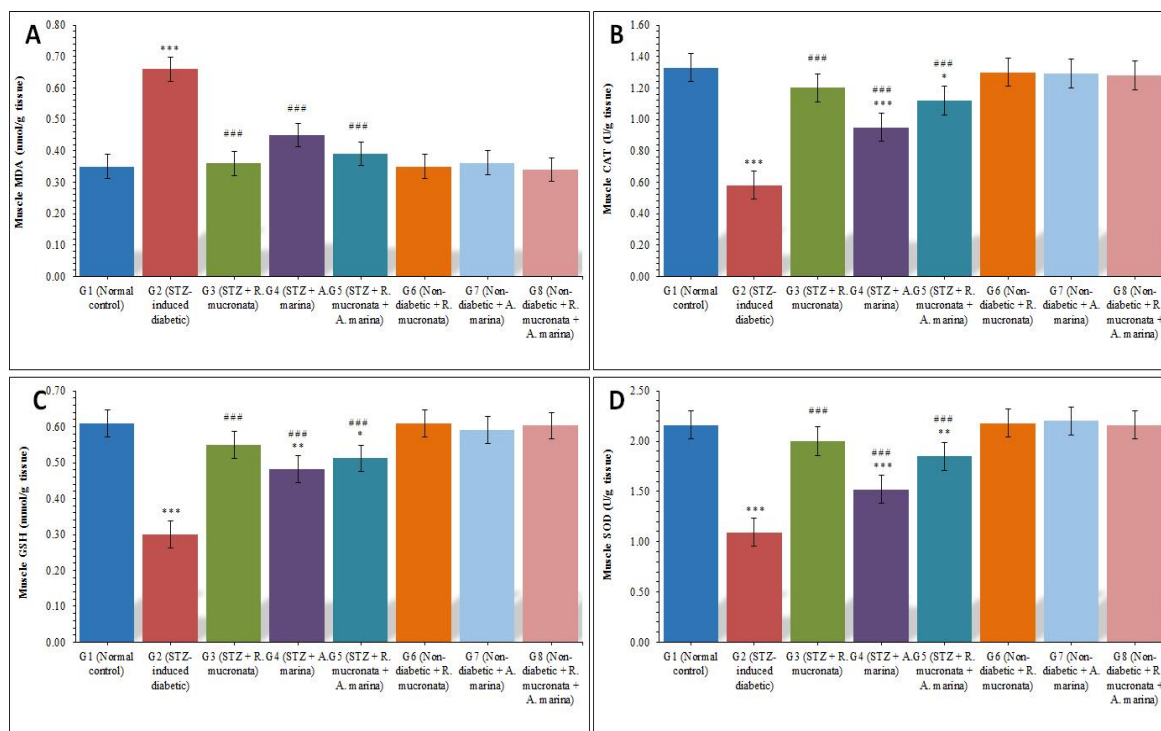 A
Muscle MDA (nmol/g tissue)
0.80
0.70
0.60
0.50
0.40
0.30
0.20
0.10
0.00
***
###
###
###
G1 (Normal
control)
G2 (STZ-
induced
diabetic)
G3 (STZ + R.
mucronata)
G4 (STZ + A.
marina)
G5 (STZ + R.
mucronata +
A. marina)
G6 (Non-
diabetic + R.
mucronata)
G7 (Non-
diabetic + A.
marina)
G8 (Non-
diabetic + R.
mucronata +
A. marina)
B
Muscle CAT (U/g tissue)
1.60
1.40
1.20
1.00
0.80
0.60
0.40
0.20
0.00
***
###
###
***
###
*
G1 (Normal
control)
G2 (STZ-
induced
diabetic)
G3 (STZ + R.
mucronata)
G4 (STZ + A.
marina)
G5 (STZ + R.
mucronata +
A. marina)
G6 (Non-
diabetic + R.
mucronata)
G7 (Non-
diabetic + A.
marina)
G8 (Non-
diabetic + R.
mucronata +
A. marina)
C
Muscle GSH (mmol/g tissue)
0.70
0.60
0.50
0.40
0.30
0.20
0.10
0.00
***
###
###
**
###
*
G1 (Normal
control)
G2 (STZ-
induced
diabetic)
G3 (STZ + R.
mucronata)
G4 (STZ + A.
marina)
G5 (STZ + R.
mucronata +
A. marina)
G6 (Non-
diabetic + R.
mucronata)
G7 (Non-
diabetic + A.
marina)
G8 (Non-
diabetic + R.
mucronata +
A. marina)
D
Muscle SOD (U/g tissue)
2.50
2.00
1.50
1.00
0.50
0.00
***
###
###
***
###
**
G1 (Normal
control)
G2 (STZ-
induced
diabetic)
G3 (STZ + R.
mucronata)
G4 (STZ + A.
marina)
G5 (STZ + R.
mucronata +
A. marina)
G6 (Non-
diabetic + R.
mucronata)
G7 (Non-
diabetic + A.
marina)
G8 (Non-
diabetic + R.
mucronata +
A. marina)